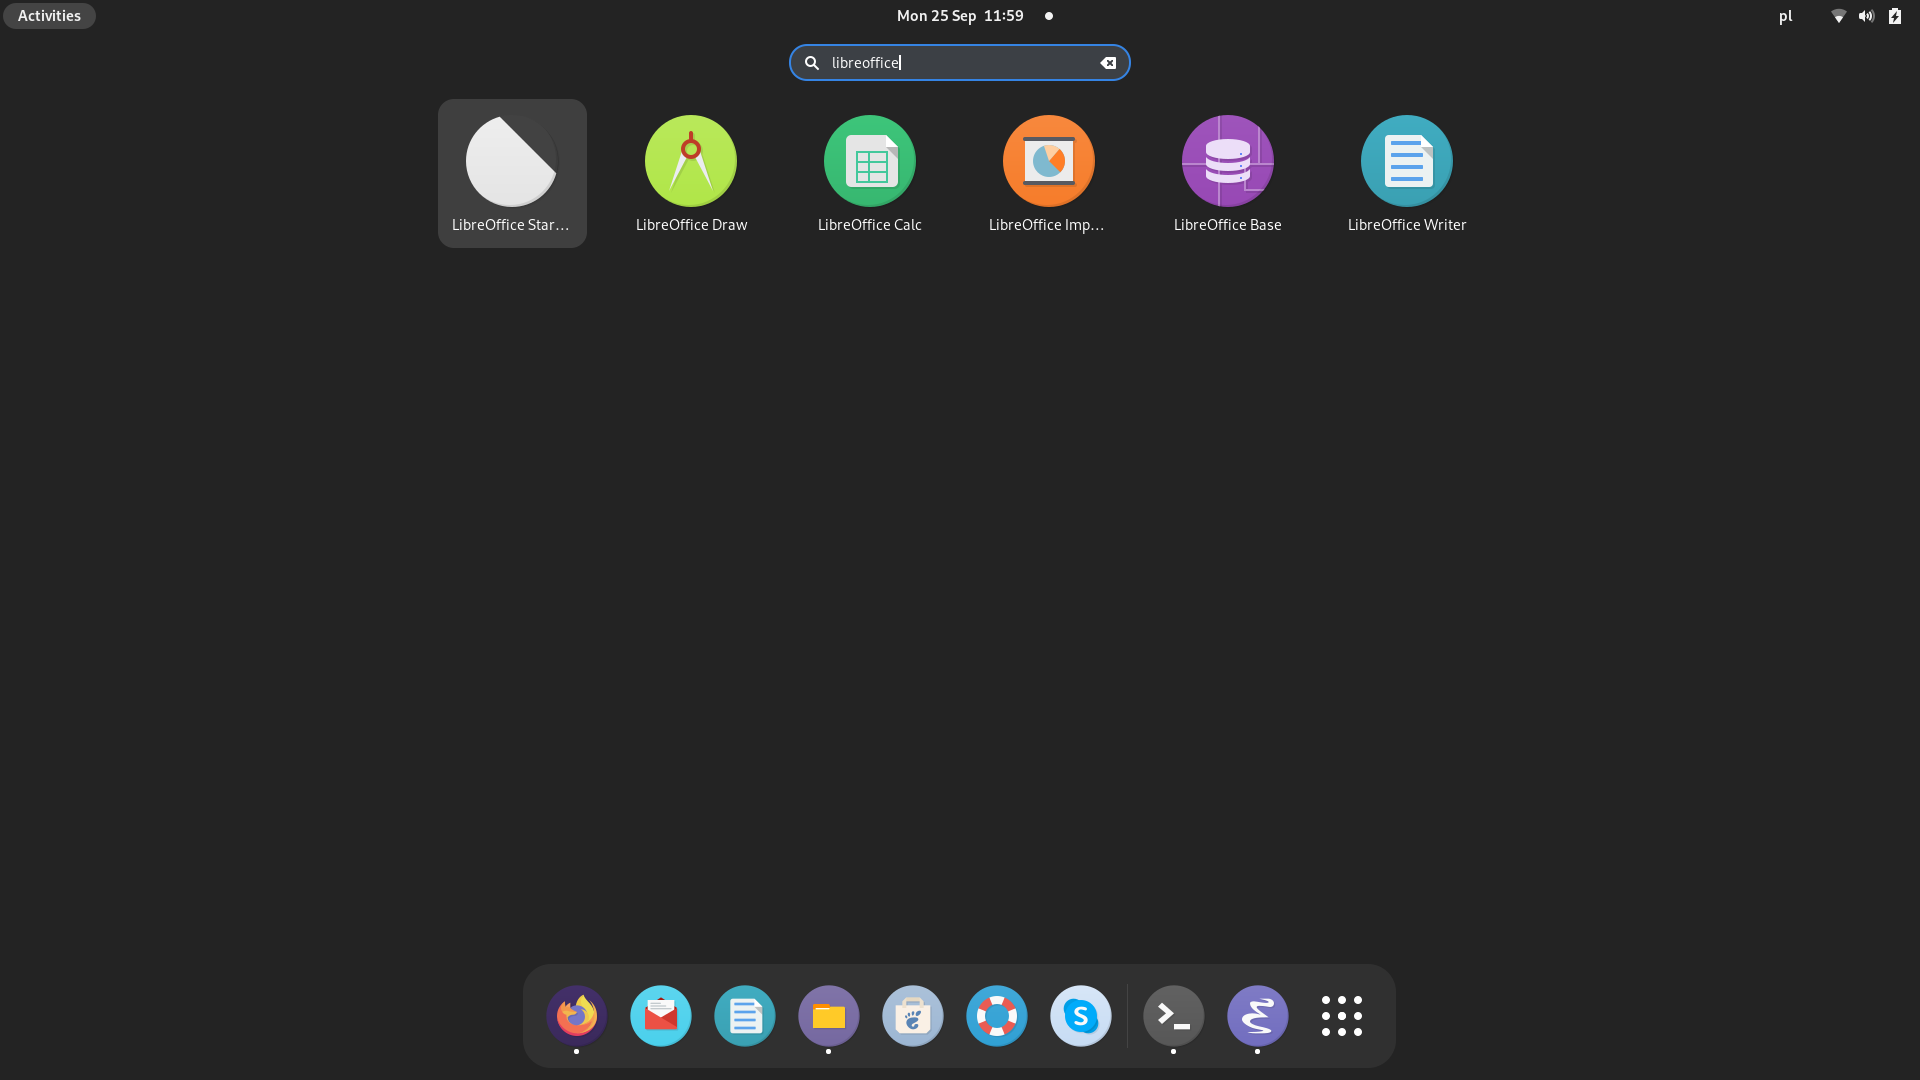 Activities
Mon 25 Sep 11:59
pl
libreoffice
LibreOffice Star…
LibreOffice Draw
LibreOffice Calc
LibreOffice Imp…
LibreOffice Base
LibreOffice Writer
S